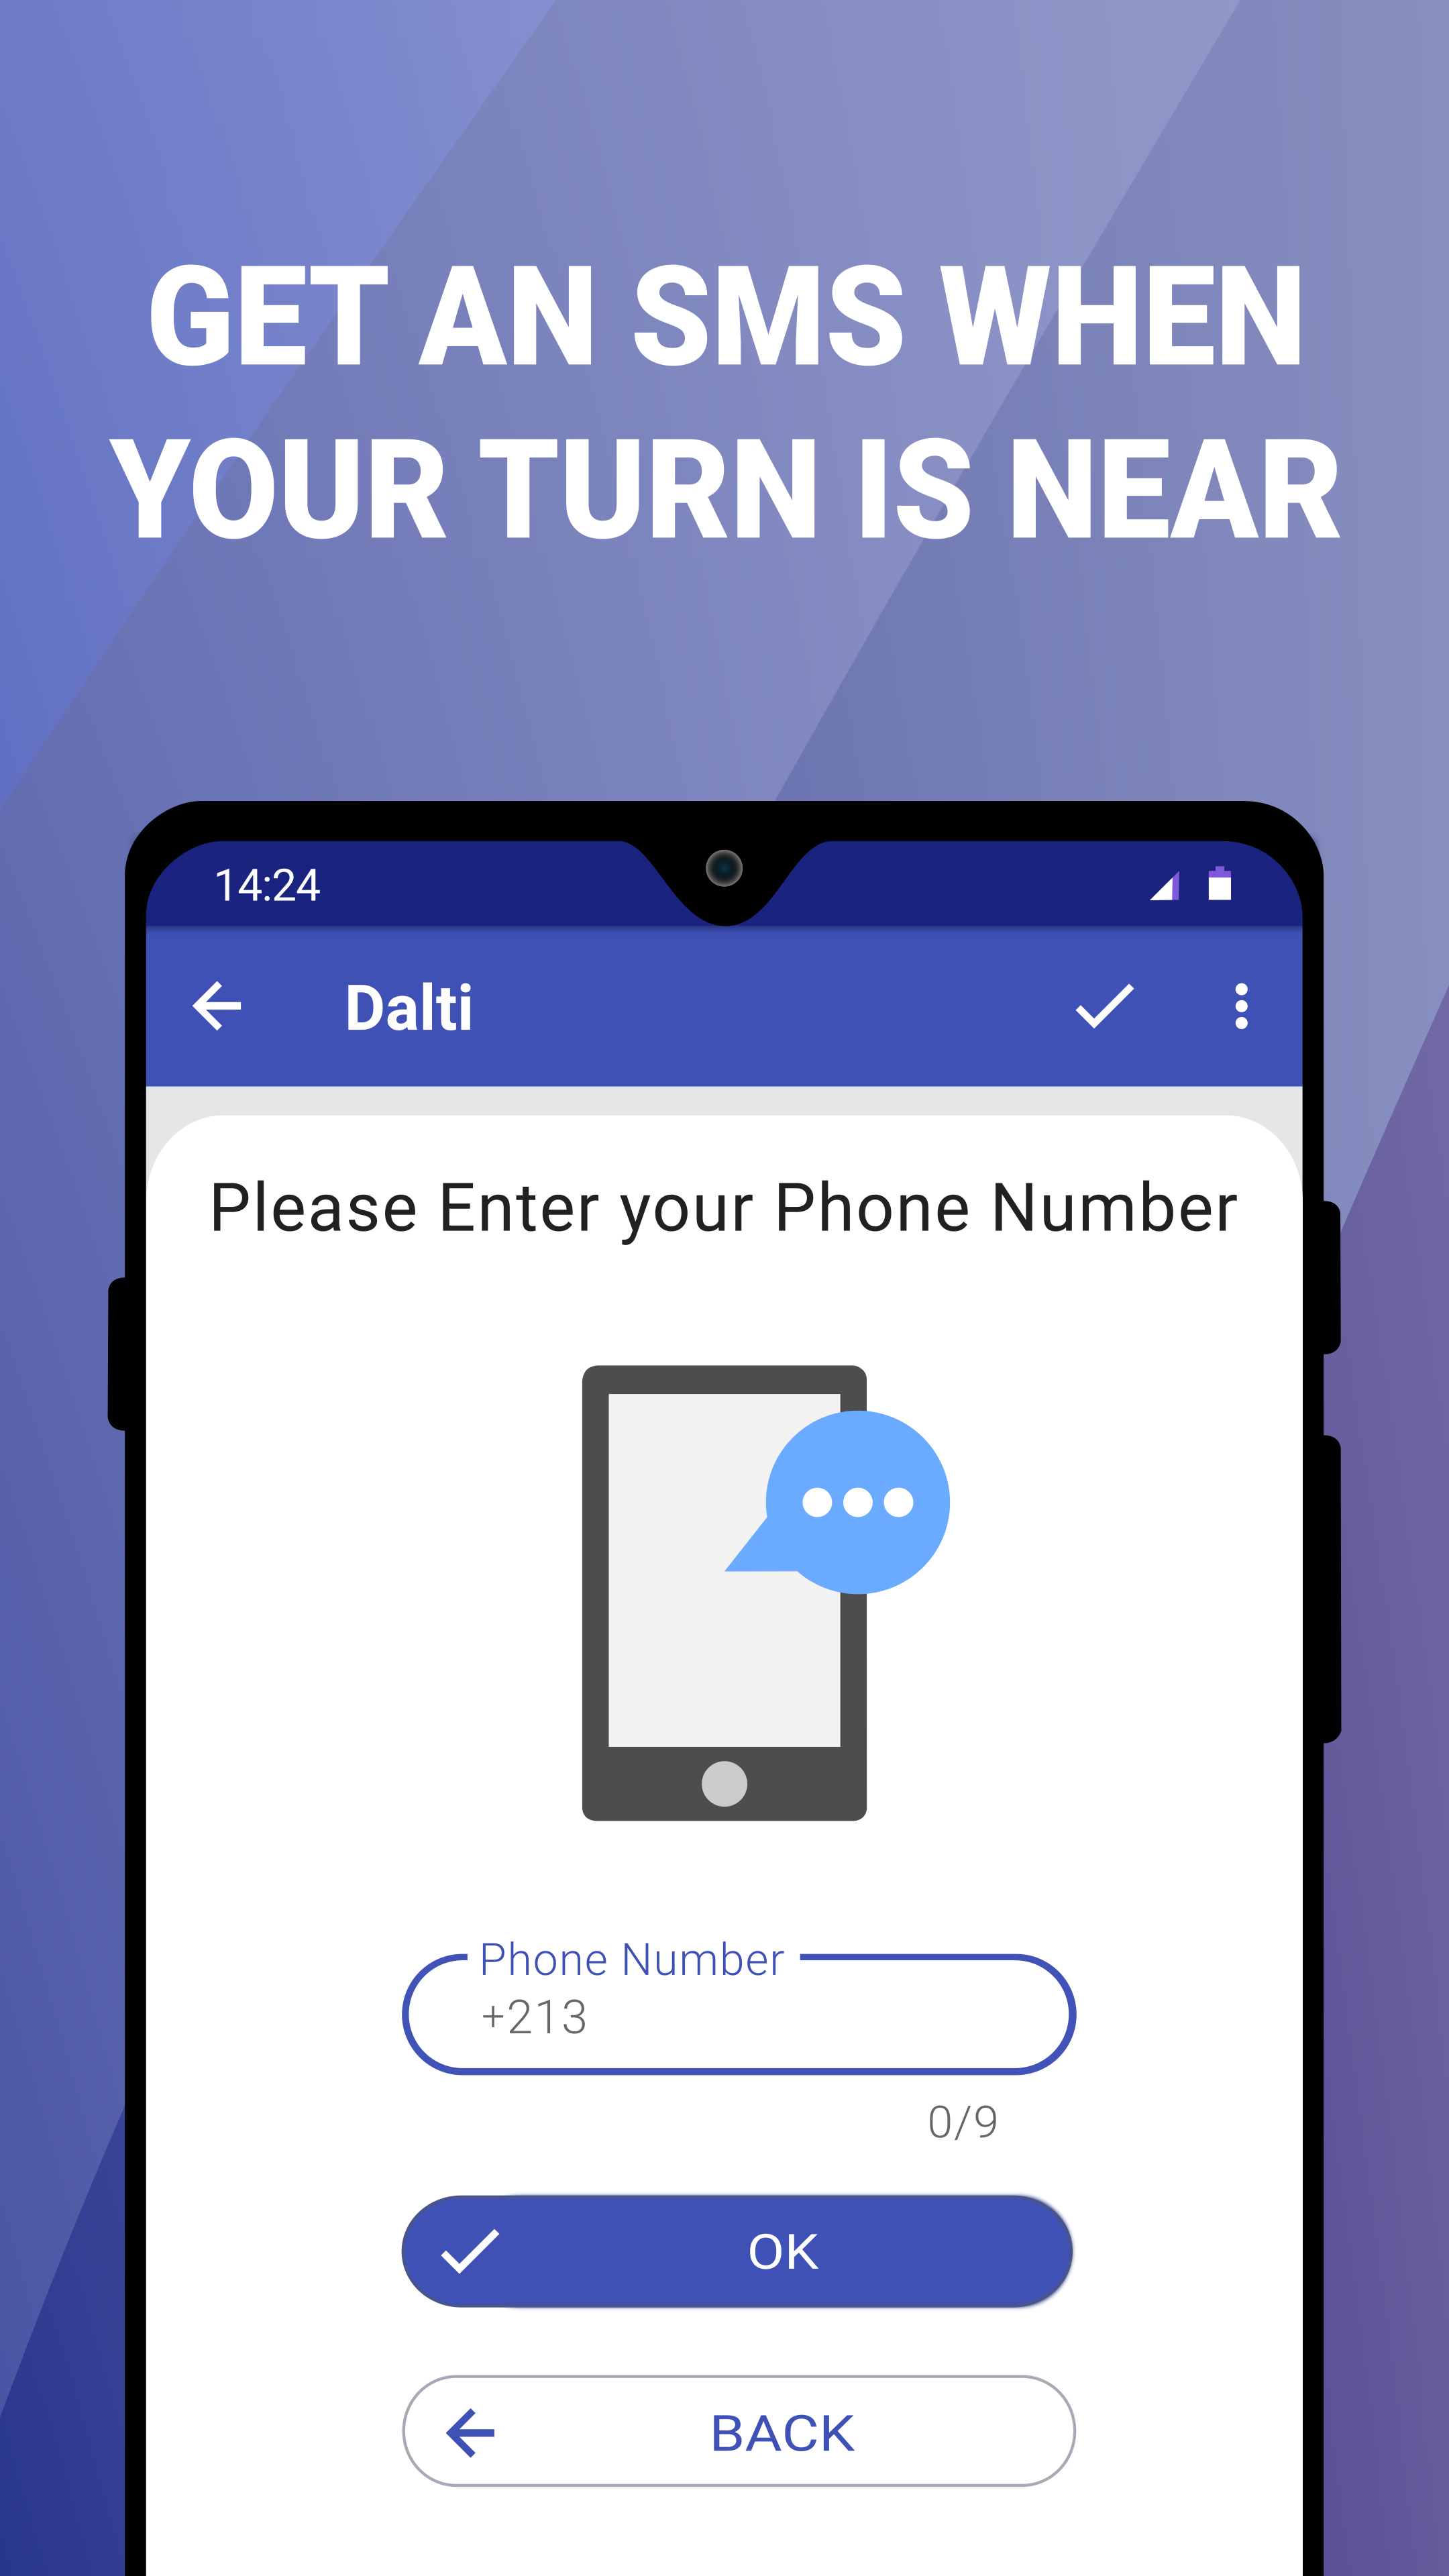 GET AN SMS WHEN
YOUR TURN IS NEAR
14:24
Dalti
Please Enter your Phone Number
Phone Number
+213
0/9
OK
BACK